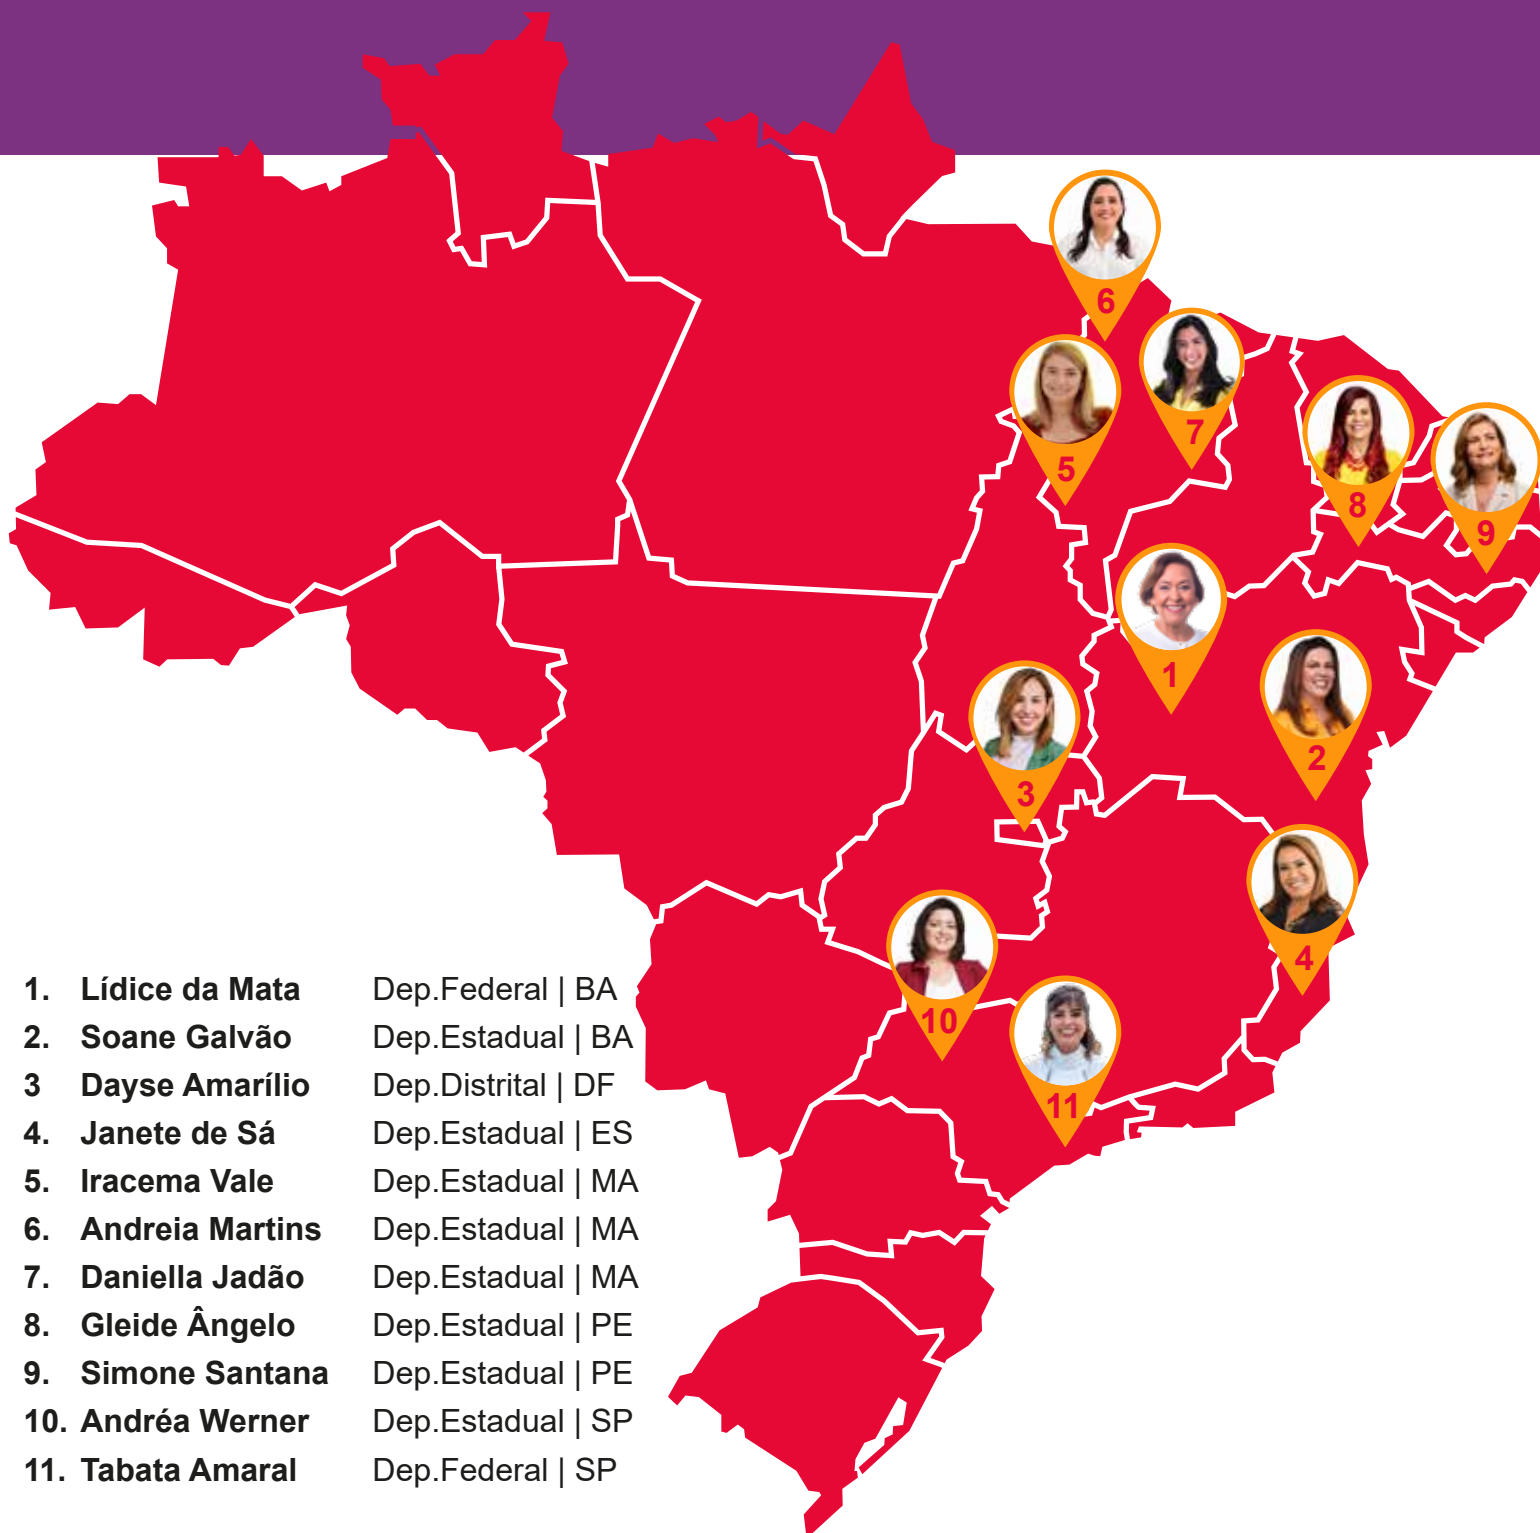 6
7
5
8
9
1
2
3
4
10
11
1. Lídice da Mata Dep.Federal | BA
2. Soane Galvão Dep.Estadual | BA
3 Dayse Amarílio Dep.Distrital | DF
4. Janete de Sá Dep.Estadual | ES
5. Iracema Vale Dep.Estadual | MA
6. Andreia Martins Dep.Estadual | MA
7. Daniella Jadão Dep.Estadual | MA
8. Gleide Ângelo Dep.Estadual | PE
9. Simone Santana Dep.Estadual | PE
10. Andréa Werner Dep.Estadual | SP
11. Tabata Amaral Dep.Federal | SP